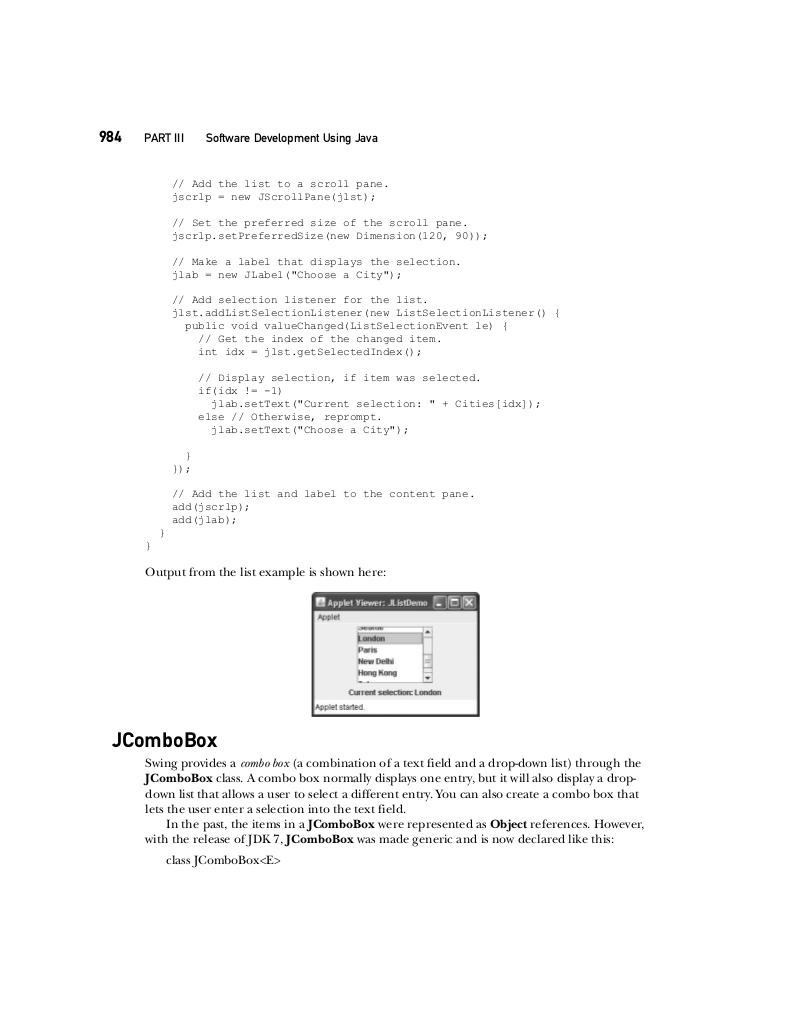 984 PART III Software Development Using Java
// Add the list to a scroll pane.
jscrlp = new JScrollPane(jlst);
// Set the preferred size of the scroll pane.
jscrlp.setPreferredSize(new Dimension(120, 90));
// Make a label that displays the selection.
jlab = new JLabel("Choose a City");
// Add selection listener for the list.
jlst.addListSelectionListener(new ListSelectionListener() {
public void valueChanged(ListSelectionEvent le) {
// Get the index of the changed item.
int idx = jlst.getSelectedIndex();
// Display selection, if item was selected.
if(idx != -1)
jlab.setText("Current selection: " + Cities[idx]);
else // Otherwise, reprompt.
jlab.setText("Choose a City");
}
});
// Add the list and label to the content pane.
add(jscrlp);
add(jlab);
}
}
Output from the list example is shown here:
Applet Viewer: JListDemo
Applet
London
Paris
New Delhi
Hong Kong
Current selection: London
Applet started.
JComboBox
Swing provides a combo box (a combination of a text field and a drop-down list) through the
JComboBox class. A combo box normally displays one entry, but it will also display a drop-
down list that allows a user to select a different entry. You can also create a combo box that
lets the user enter a selection into the text field.
In the past, the items in a JComboBox were represented as Object references. However,
with the release of JDK 7, JComboBox was made generic and is now declared like this:
class JComboBox<E>